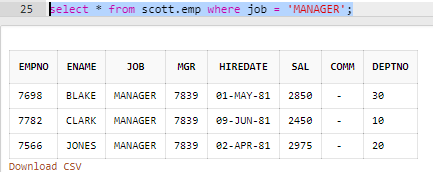 25 select * from scott.emp where job = 'MANAGER';
EMPNO ENAME JOB MGR HIREDATE SAL COMM DEPTNO
7698 BLAKE MANAGER 7839 01-MAY-81 2850 - 30
7782 CLARK MANAGER 7839 09-JUN-81 2450 - 10
7566 JONES MANAGER 7839 02-APR-81 2975 - 20
Download CSV